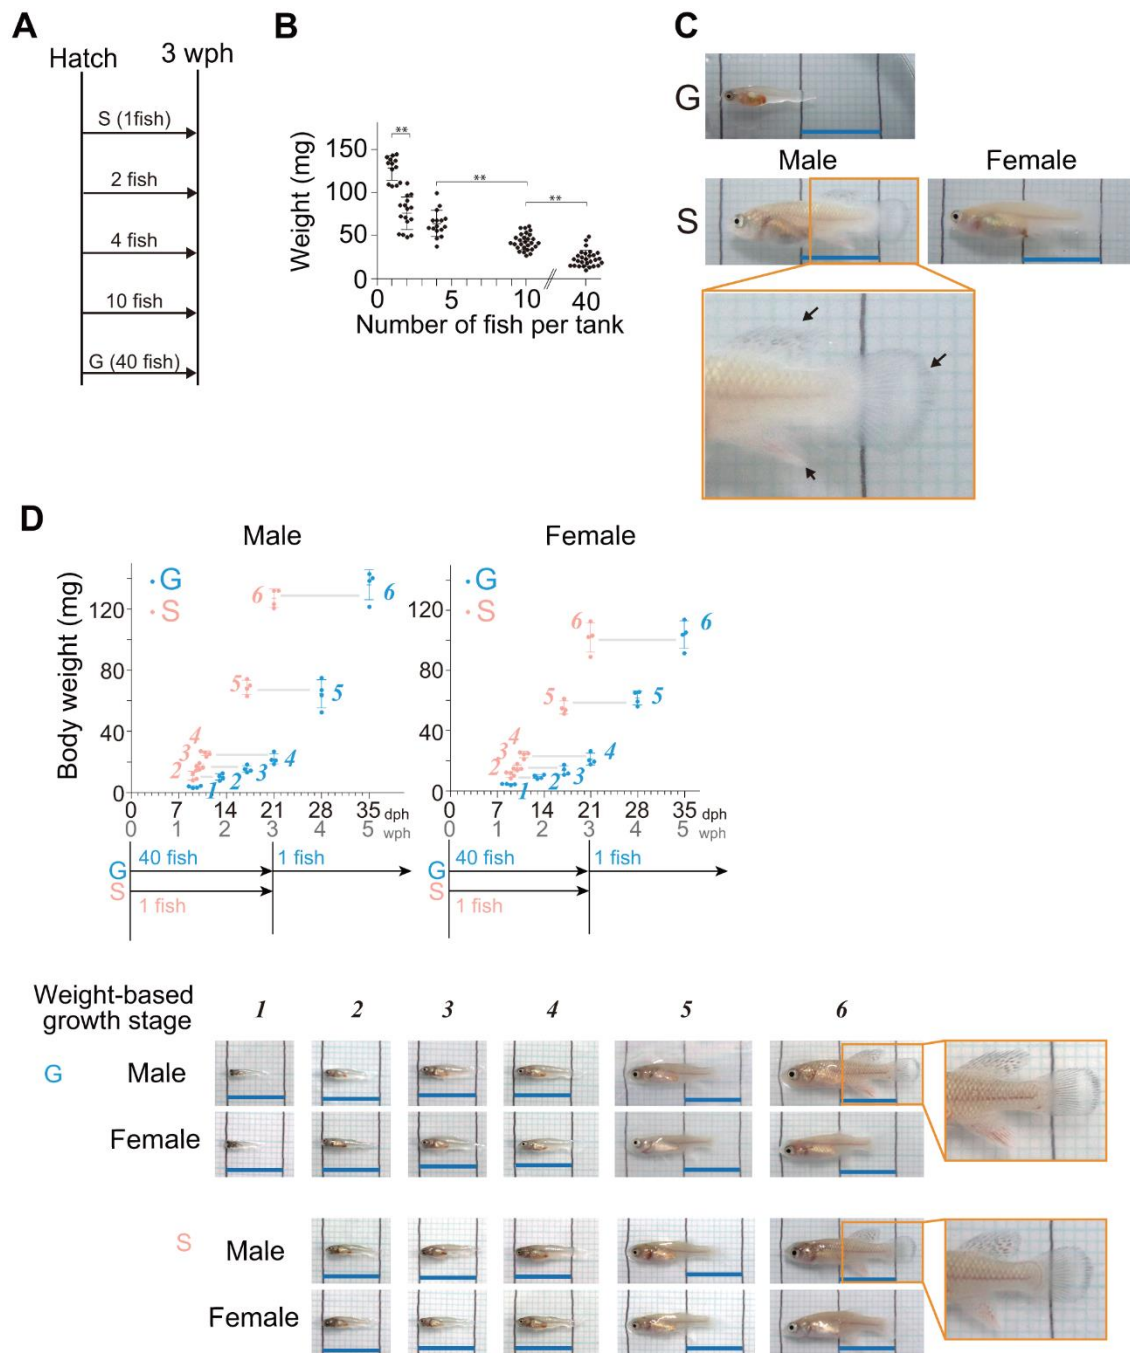 A
Hatch 3 wph
S (1fish)
2 fish
4 fish
10 fish
G (40 fish)
B
Weight (mg)
150
100
50
0
** ** **
0 5 10 40
Number of fish per tank
C
G
Male Female
S
D
Male Female
Body weight (mg)
120
80
40
0
G
S
6 6
5 5
4
3 4
2 3
1 2
0 7 14 21 28 35 dph
0 1 2 3 4 5 wph
G 40 fish 1 fish
S 1 fish
120
80
40
0
G
S
6 6
5 5
4
3 4
2 3
1 2
0 7 14 21 28 35 dph
0 1 2 3 4 5 wph
G 40 fish 1 fish
S 1 fish
Weight-based
growth stage
1 2 3 4 5 6
G Male
Female
S Male
Female